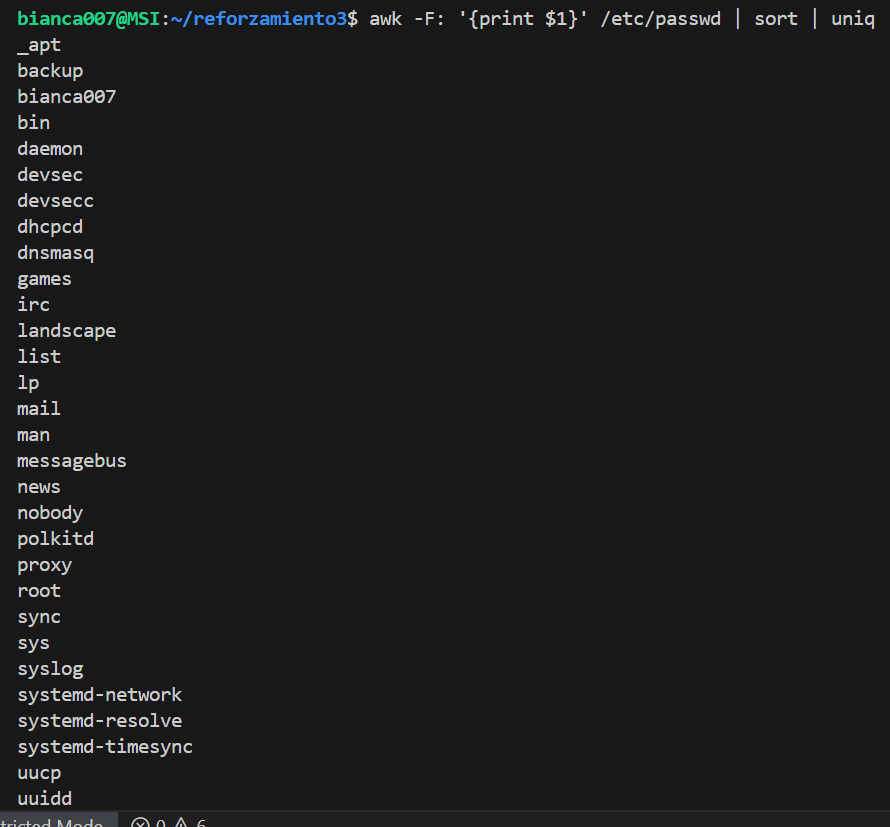 bianca007@MSI:~/reforzamiento3$ awk -F: '{print $1}' /etc/passwd | sort | uniq
_apt
backup
bianca007
bin
daemon
devsec
devsecc
dhcpcd
dnsmasq
games
irc
landscape
list
lp
mail
man
messagebus
news
nobody
polkitd
proxy
root
sync
sys
syslog
systemd-network
systemd-resolve
systemd-timesync
uucp
uuidd
tricted Mode 0 6